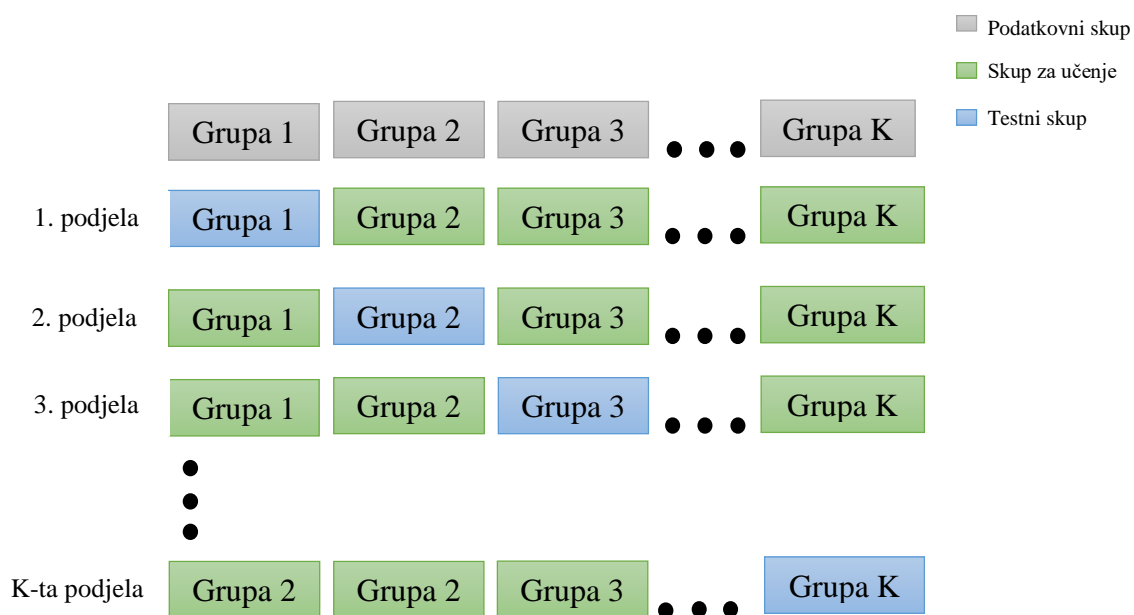 Podatkovni skup
Skup za učenje
Testni skup
Grupa 1 Grupa 2 Grupa 3 Grupa K
1. podjela Grupa 1 Grupa 2 Grupa 3 Grupa K
2. podjela Grupa 1 Grupa 2 Grupa 3 Grupa K
3. podjela Grupa 1 Grupa 2 Grupa 3 Grupa K
K-ta podjela Grupa 2 Grupa 2 Grupa 3 Grupa K